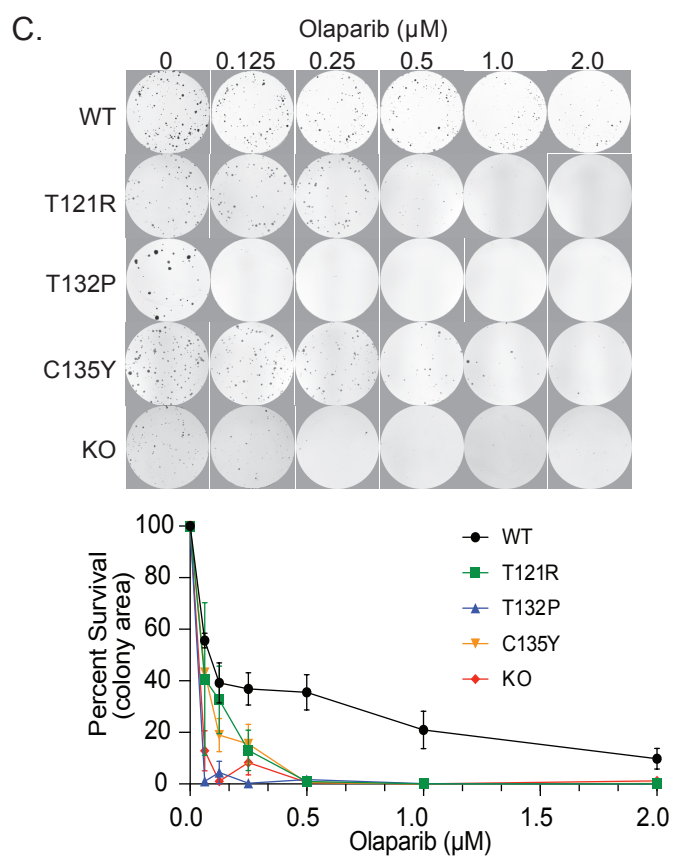 C.
Olaparib (µM)
0 0.125 0.25 0.5 1.0 2.0
WT
T121R
T132P
C135Y
KO
Percent Survival
(colony area)
100
80
60
40
20
0
WT
T121R
T132P
C135Y
KO
0.0 0.5 1.0 1.5 2.0
Olaparib (µM)